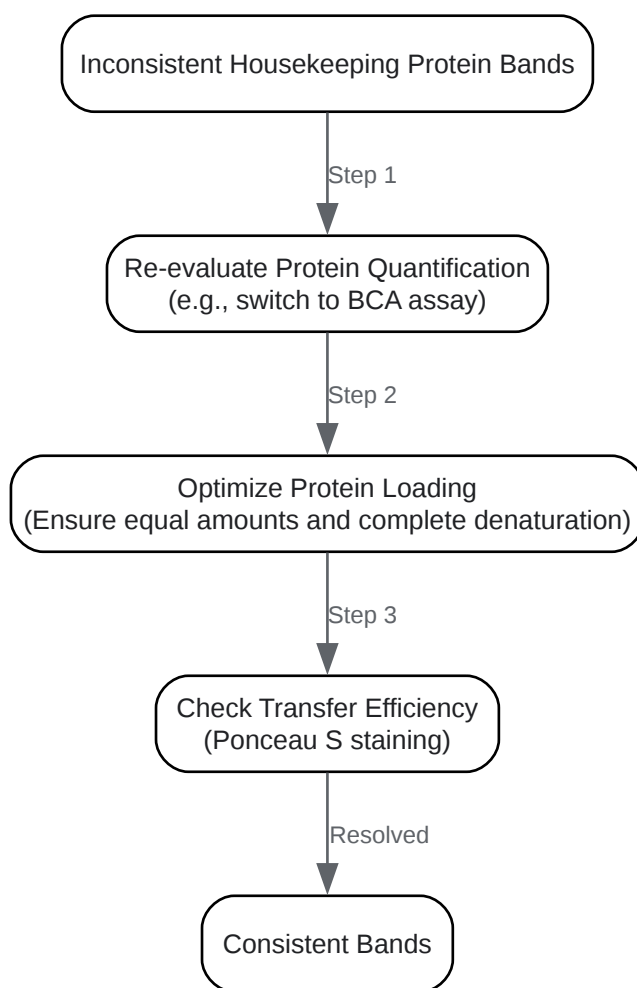 Inconsistent Housekeeping Protein Bands
Step 1
Re-evaluate Protein Quantification
(e.g., switch to BCA assay)
Step 2
Optimize Protein Loading
(Ensure equal amounts and complete denaturation)
Step 3
Check Transfer Efficiency
(Ponceau S staining)
Resolved
Consistent Bands